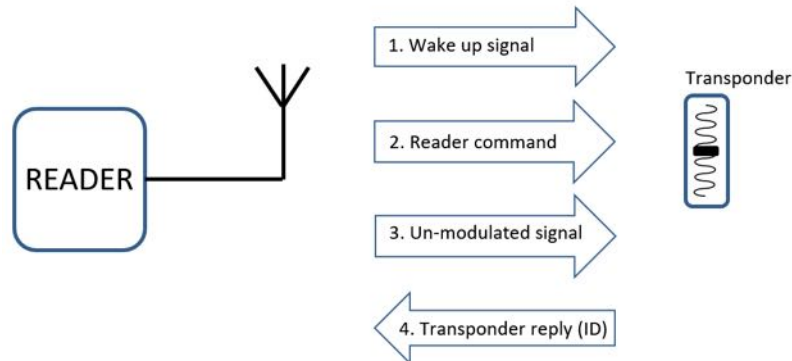 1. Wake up signal
Transponder
2. Reader command
READER
3. Un-modulated signal
4. Transponder reply (ID)